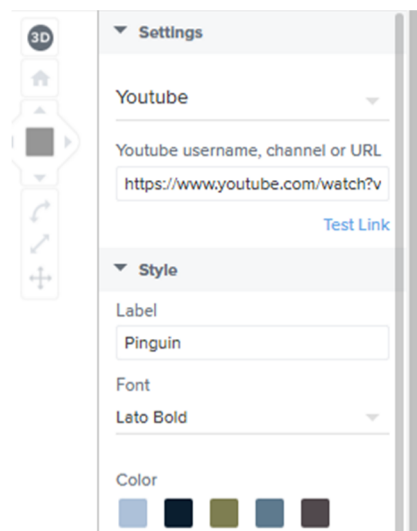 3D
Settings
Youtube
Youtube username, channel or URL
https://www.youtube.com/watch?v
Test Link
Style
Label
Pinguin
Font
Lato Bold
Color